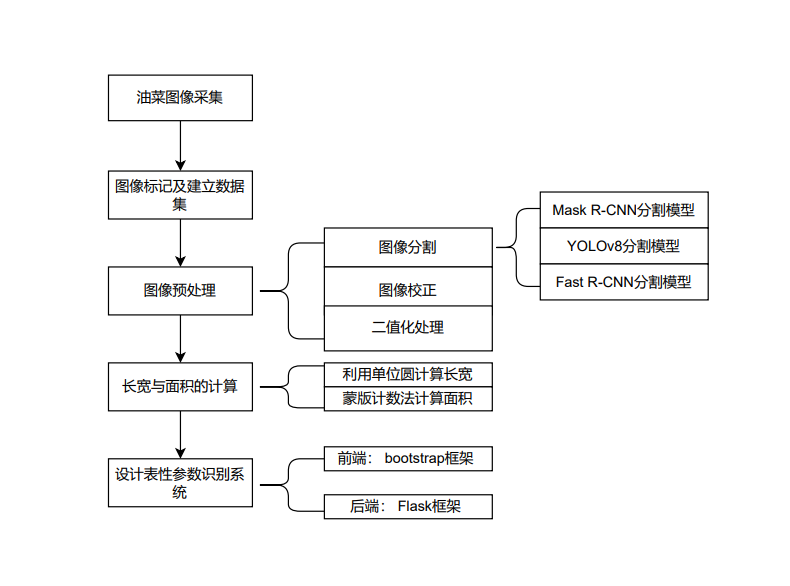 油菜图像采集
图像标记及建立数据
集
图像预处理
长宽与面积的计算
设计表性参数识别系
统
图像分割
图像校正
二值化处理
Mask R-CNN分割模型
YOLOv8分割模型
Fast R-CNN分割模型
利用单位圆计算长宽
蒙版计数法计算面积
前端： bootstrap框架
后端： Flask框架